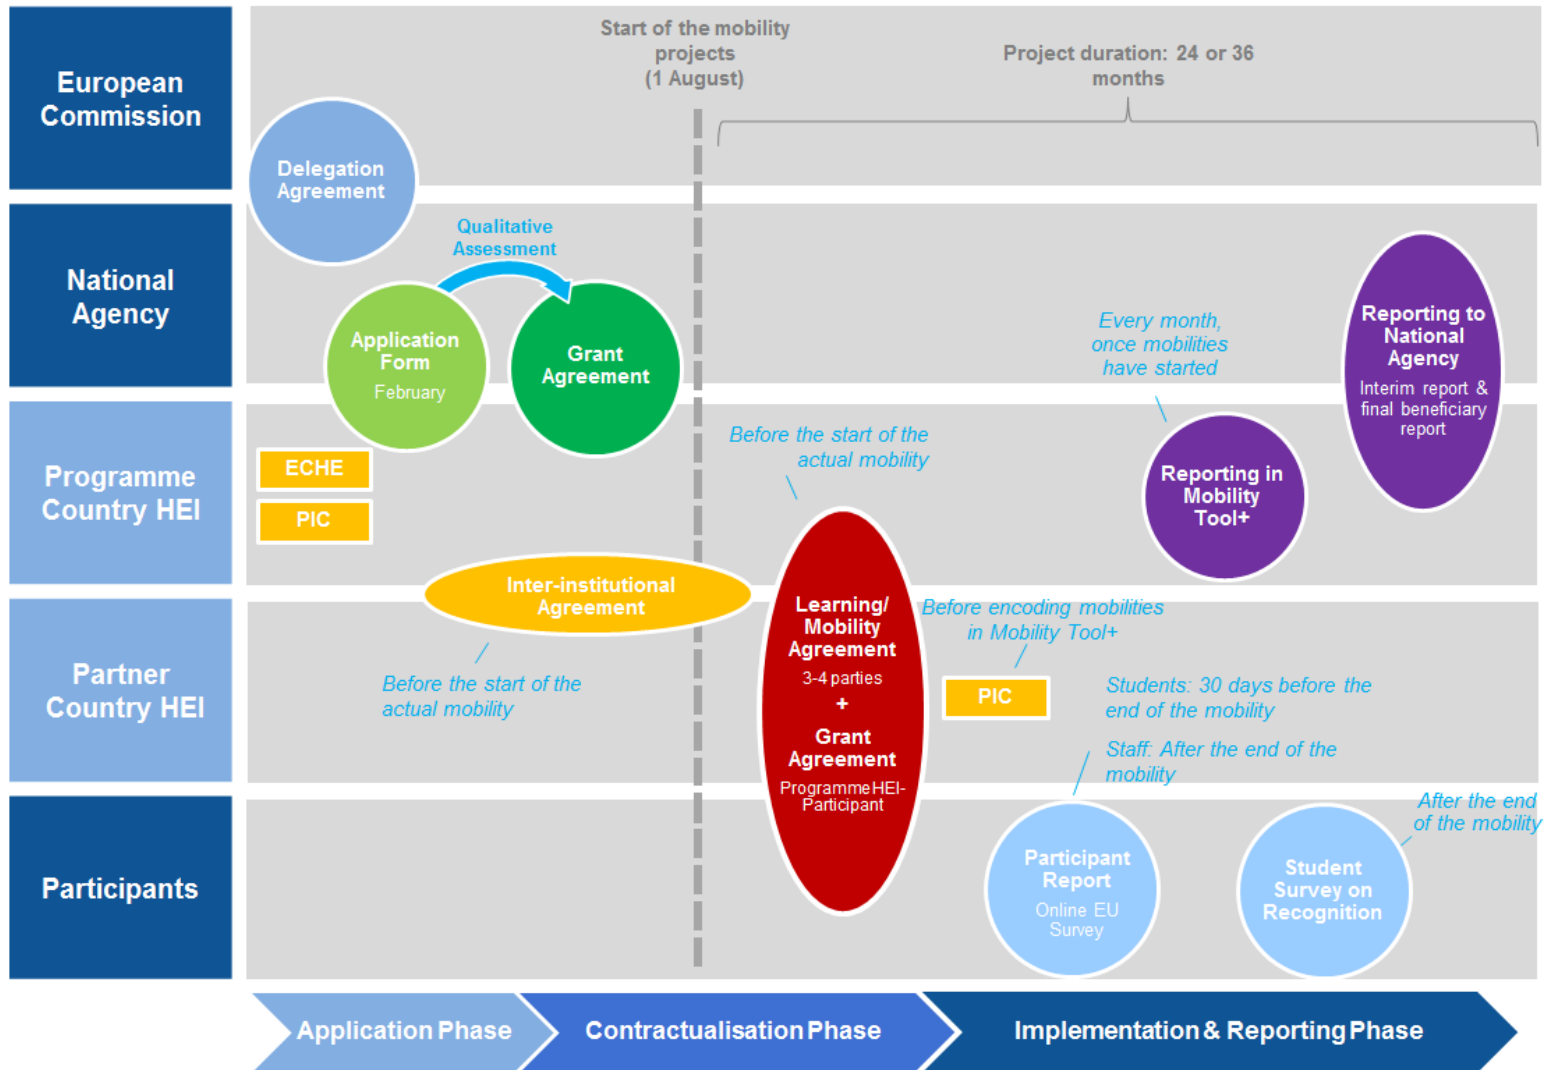 European
Commission
Start of the mobility
projects
(1 August)
Project duration: 24 or 36
months
Delegation
Agreement
National
Agency
Qualitative
Assessment
Application
Form
February
Grant
Agreement
Every month,
once mobilities
have started
Reporting to
National
Agency
Interim report &
final beneficiary
report
Programme
Country HEI
ECHE
PIC
Before the start of the
actual mobility
Reporting in
Mobility
Tool+
Inter-institutional
Agreement
Partner
Country HEI
Before the start of the
actual mobility
Learning/
Mobility
Agreement
3-4 parties
+
Grant
Agreement
ProgrammeHEI-
Participant
Before encoding mobilities
in Mobility Tool+
PIC
Students: 30 days before the
end of the mobility
Staff: After the end of the
mobility
Participants
Participant
Report
Online EU
Survey
Student
Survey on
Recognition
After the end
of the mobility
Application Phase
Contractualisation Phase
Implementation & Reporting Phase